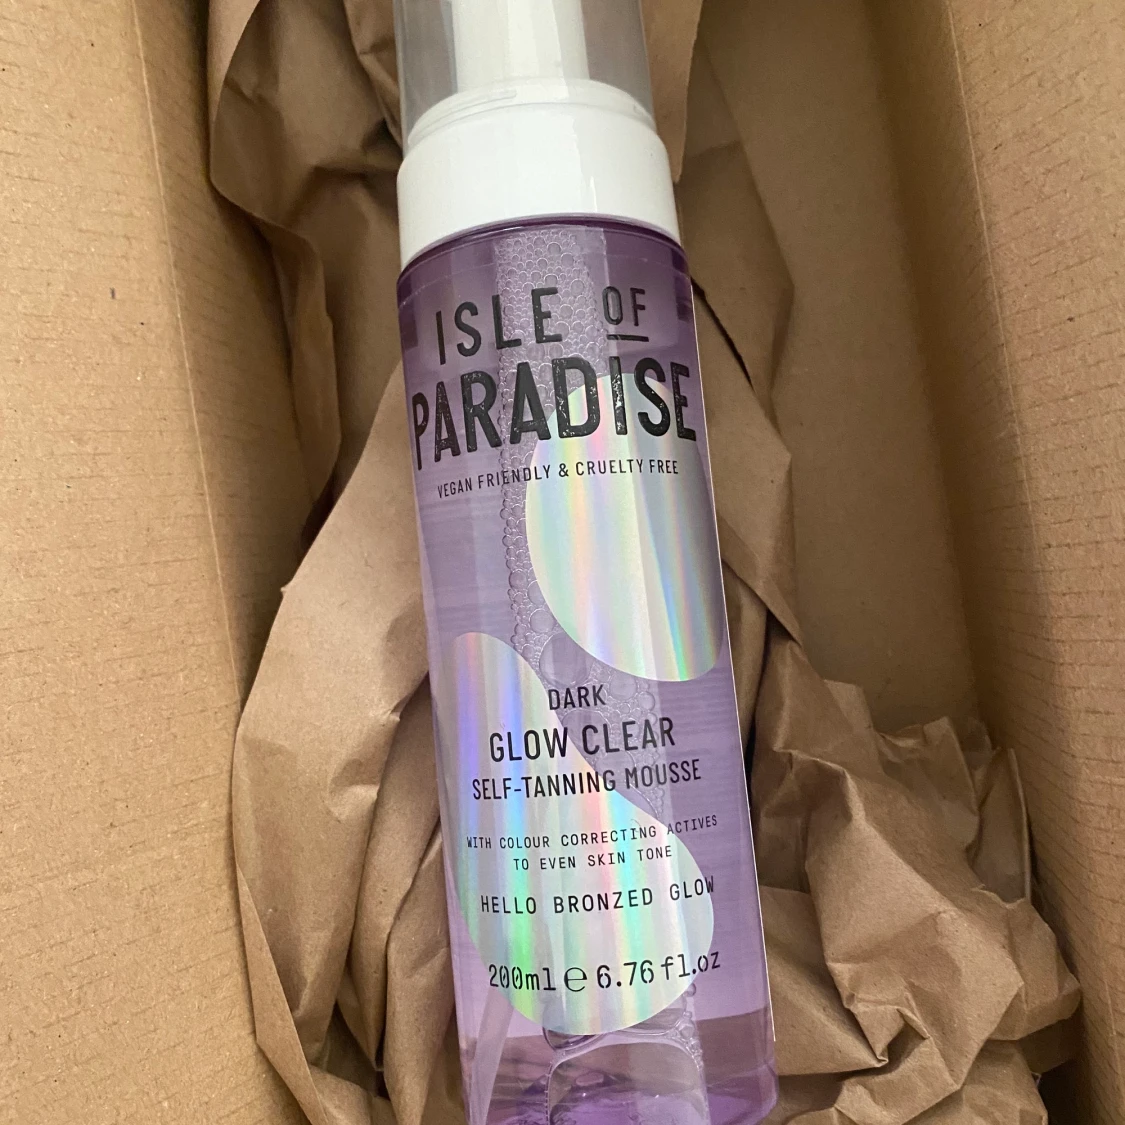 ISLE OF
PARADISE
VEGAN FRIENDLY & CRUELTY FREE
DARK
GLOW CLEAR
SELF-TANNING MOUSSE
WITH COLOUR CORRECTING ACTIVES
TO EVEN SKIN TONE
HELLO BRONZED GLOW
200ml ℮ 6.76 fl.oz